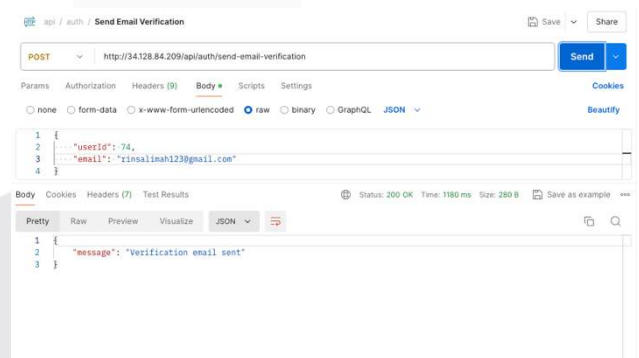 api / auth / Send Email Verification
Save
Share
POST
http://34.128.84.209/api/auth/send-email-verification
Send
Params Authorization Headers (9) Body Scripts Settings
Cookies
none form-data x-www-form-urlencoded raw binary GraphQL JSON
Beautify
1 {
2 "userId": 74,
3 "email": "rinsalimah123@gmail.com"
4 }
Body Cookies Headers (7) Test Results
Status: 200 OK Time: 1180 ms Size: 280 B
Save as example
Pretty Raw Preview Visualize JSON
1 {
2 "message": "Verification email sent"
3 }